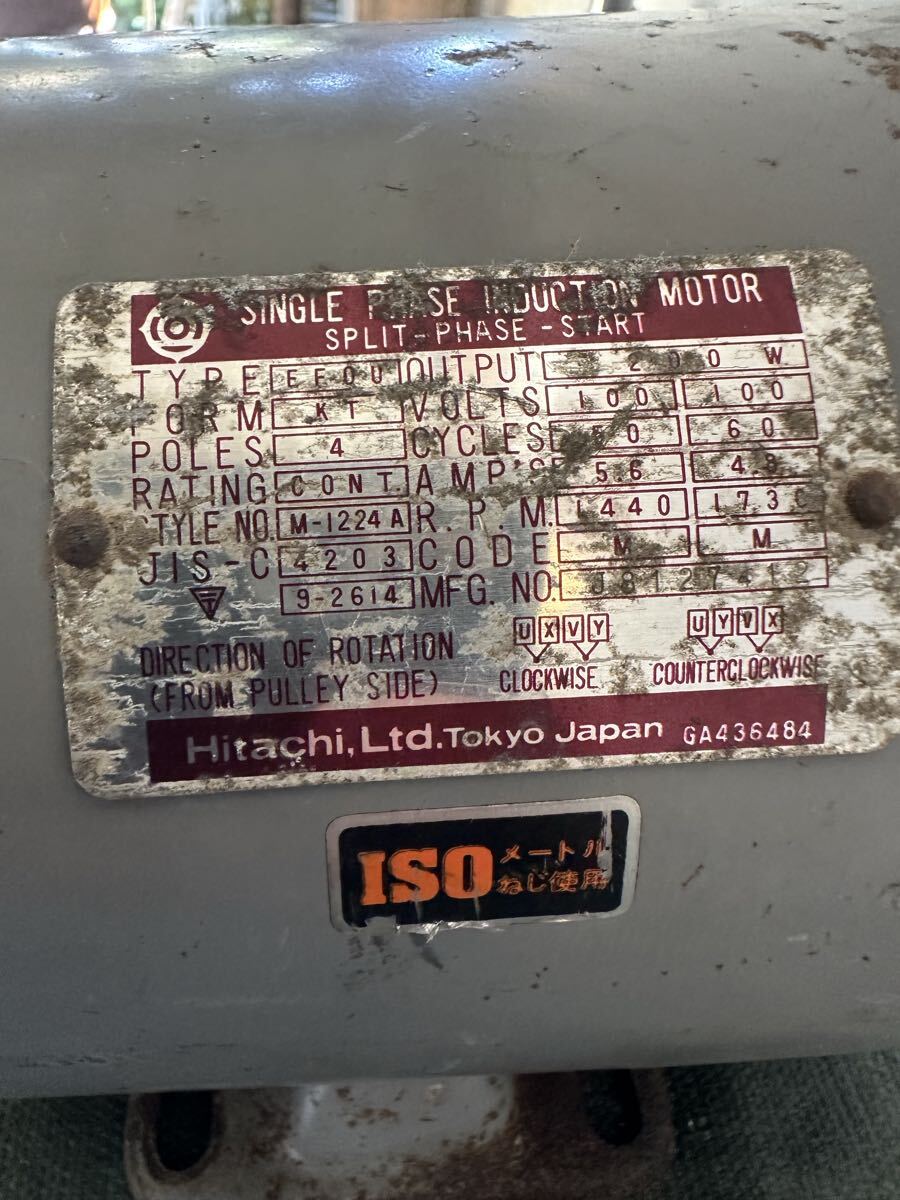 SINGLE PHASE INDUCTION MOTOR
SPLIT-PHASE-START
TYPE EFOU OUTPUT 200 W
FORM KT VOLTS 100 100
POLES 4 CYCLES 50 60
RATING CONT. AMP'S 5.6
STYLE NO. M-1224A R.P.M. 1440 1730
JIS-C 4203 CODE M M
9-2614 MFG. NO. J8127412
UXVY UYVX
DIRECTION OF ROTATION
(FROM PULLEY SIDE) CLOCKWISE COUNTERCLOCKWISE
Hitachi, Ltd. Tokyo Japan GA436484
ISO メートル
ねじ使用